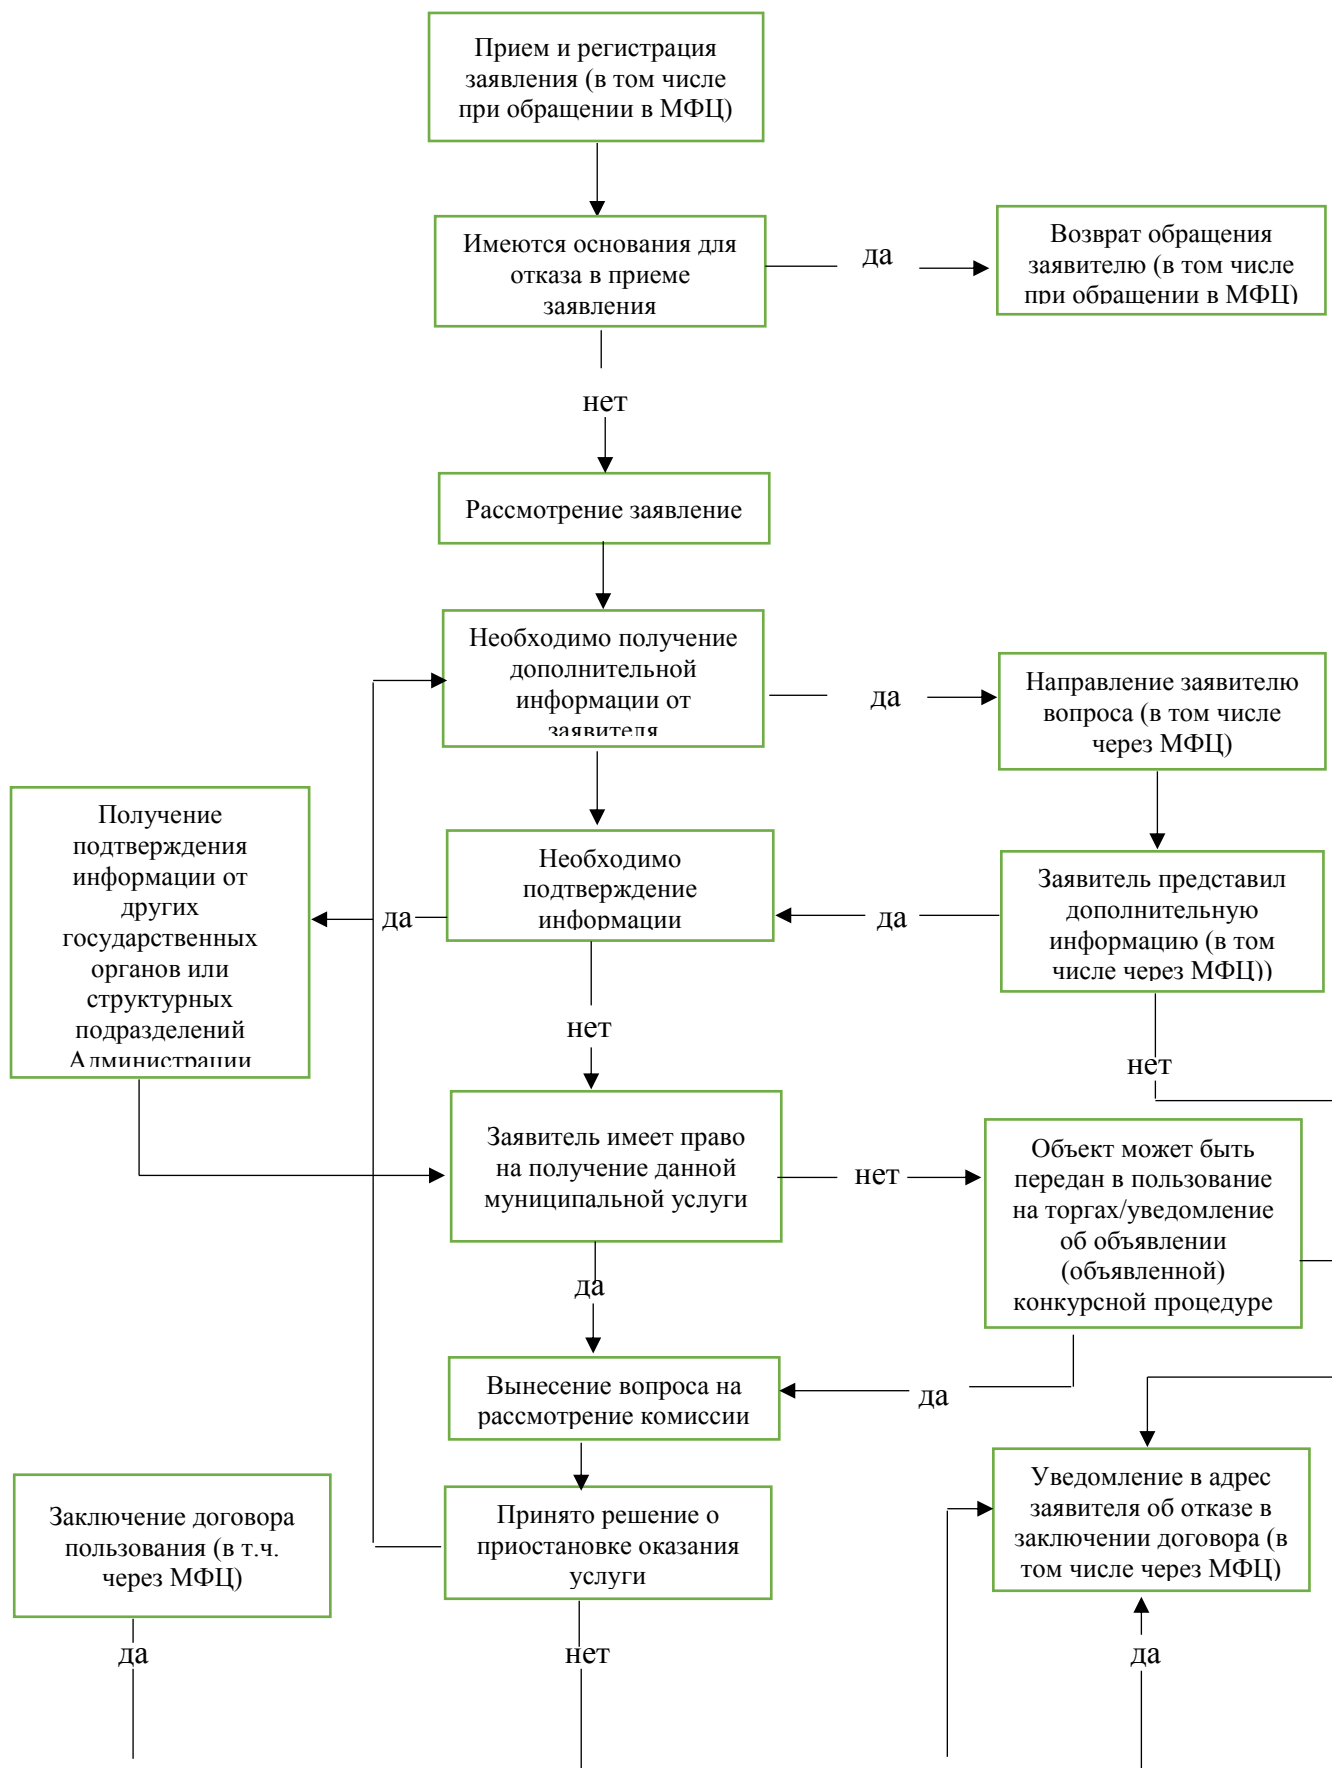 Прием и регистрация
заявления (в том числе
при обращении в МФЦ)
Имеются основания для
отказа в приеме
заявления
да
Возврат обращения
заявителю (в том числе
при обращении в МФЦ)
нет
Рассмотрение заявление
Необходимо получение
дополнительной
информации от
заявителя
да
Направление заявителю
вопроса (в том числе
через МФЦ)
Получение
подтверждения
информации от
других
государственных
органов или
структурных
подразделений
Администрации
да
Необходимо
подтверждение
информации
да
Заявитель представил
дополнительную
информацию (в том
числе через МФЦ))
нет
нет
Заявитель имеет право
на получение данной
муниципальной услуги
нет
Объект может быть
передан в пользование
на торгах/уведомление
об объявлении
(объявленной)
конкурсной процедуре
да
Вынесение вопроса на
рассмотрение комиссии
да
Заключение договора
пользования (в т.ч.
через МФЦ)
Принято решение о
приостановке оказания
услуги
Уведомление в адрес
заявителя об отказе в
заключении договора (в
том числе через МФЦ)
да
нет
да